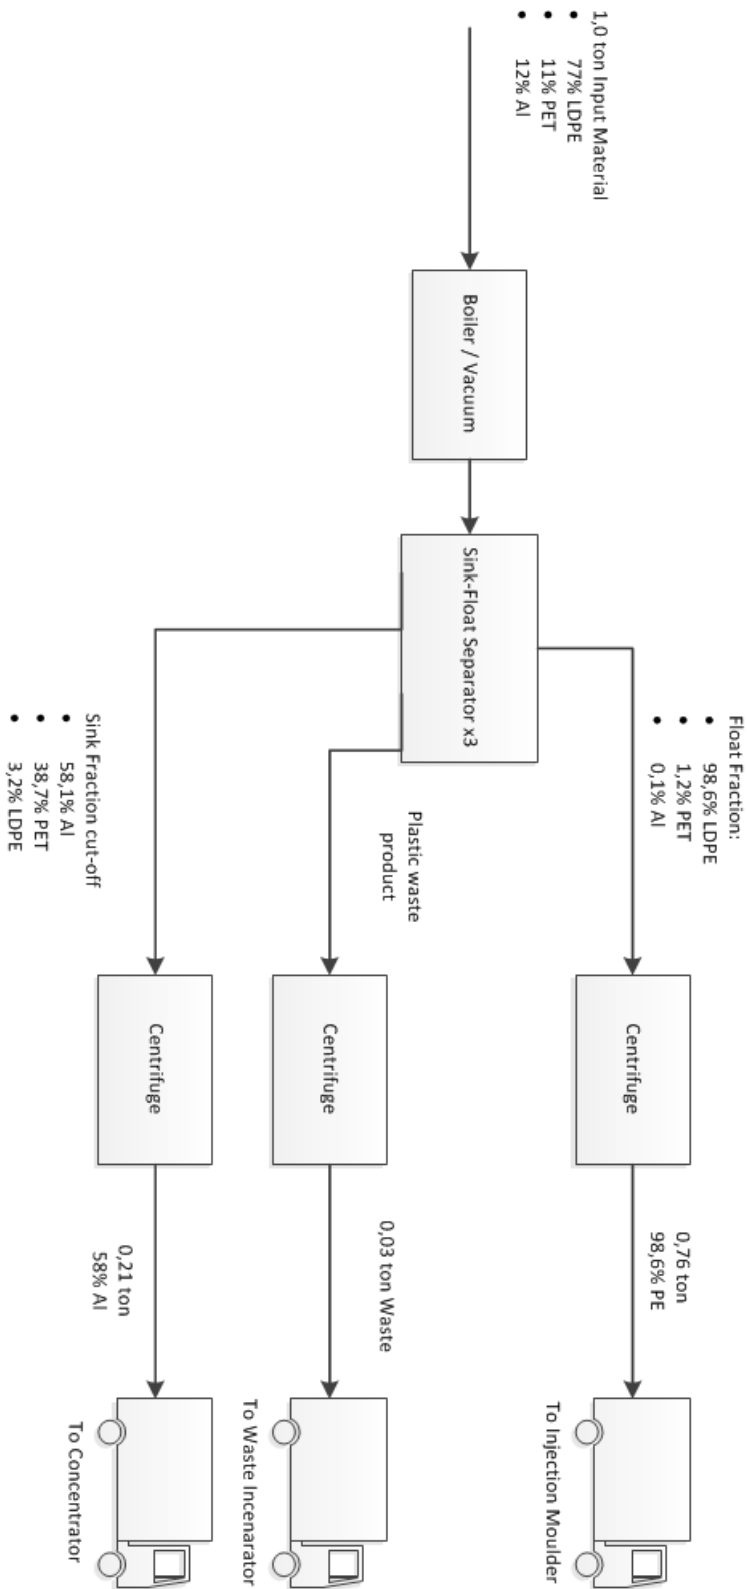 1,0 ton Input Material
• 77% LDPE
• 11% PET
• 12% Al
Boiler / Vacuum
Sink-Float Separator x3
Float Fraction:
• 98,6% LDPE
• 1,2% PET
• 0,1% Al
Centrifuge
0,76 ton
98,6% PE
To Injection Moulder
Plastic waste
product
Centrifuge
0,03 ton Waste
To Waste Incenarator
Sink Fraction cut-off
• 58,1% Al
• 38,7% PET
• 3,2% LDPE
Centrifuge
0,21 ton
58% Al
To Concentrator